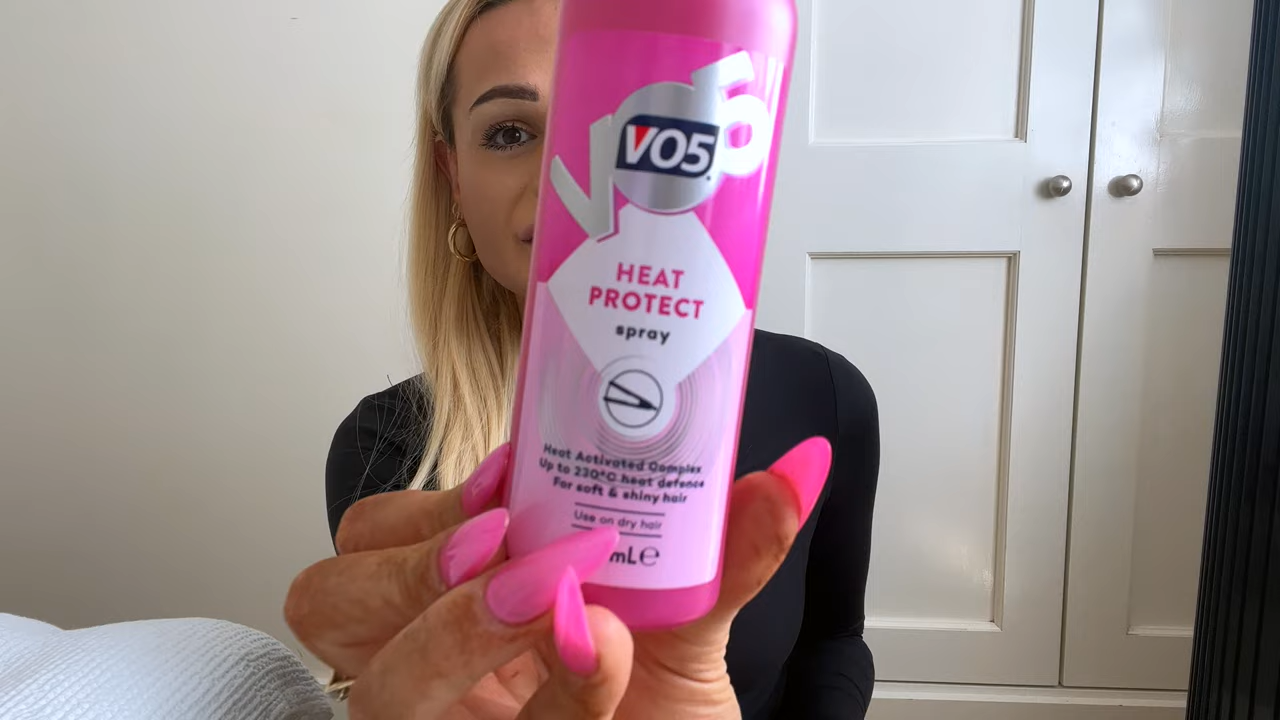 VO5
VO5
HEAT
PROTECT
spray
Heat Activated Complex
Up to 230°C heat defence
For soft & shiny hair
Use on dry hair
mL℮